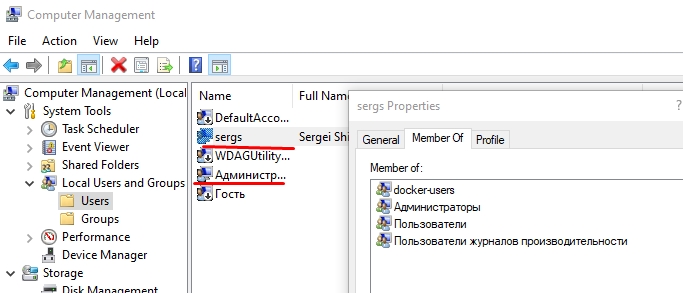 Computer Management
File Action View Help
Computer Management (Local
System Tools
Task Scheduler
Event Viewer
Shared Folders
Local Users and Groups
Users
Groups
Performance
Device Manager
Storage
Disk Management
Name Full Name
DefaultAcco...
sergs Sergei Shi
WDAGUtility...
Администр...
Гость
sergs Properties ?
General Member Of Profile
Member of:
docker-users
Администраторы
Пользователи
Пользователи журналов производительности